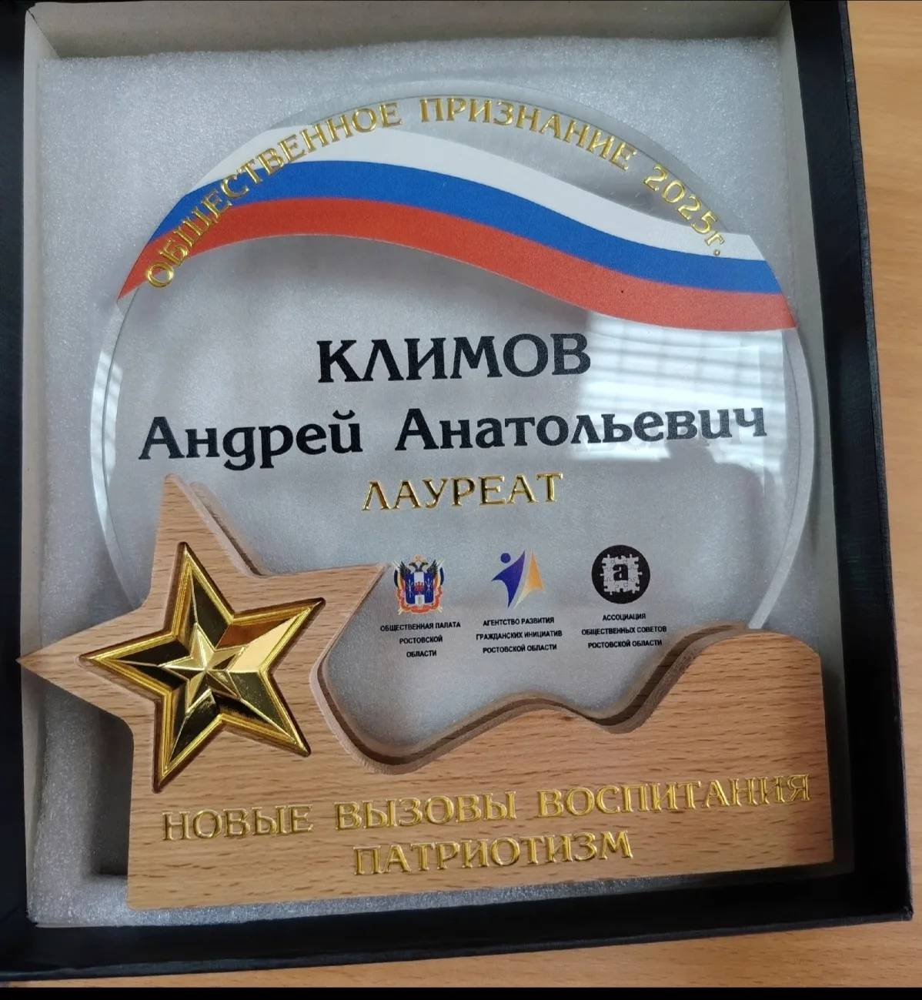 ОБЩЕСТВЕННОЕ ПРИЗНАНИЕ 2025г.
КЛИМОВ
Андрей Анатольевич
ЛАУРЕАТ
а
ОБЩЕСТВЕННАЯ ПАЛАТА
РОСТОВСКОЙ
ОБЛАСТИ
АГЕНТСТВО РАЗВИТИЯ
ГРАЖДАНСКИХ ИНИЦИАТИВ
РОСТОВСКОЙ ОБЛАСТИ
АССОЦИАЦИЯ
ОБЩЕСТВЕННЫХ СОВЕТОВ
РОСТОВСКОЙ ОБЛАСТИ
НОВЫЕ ВЫЗОВЫ ВОСПИТАНИЯ
ПАТРИОТИЗМ